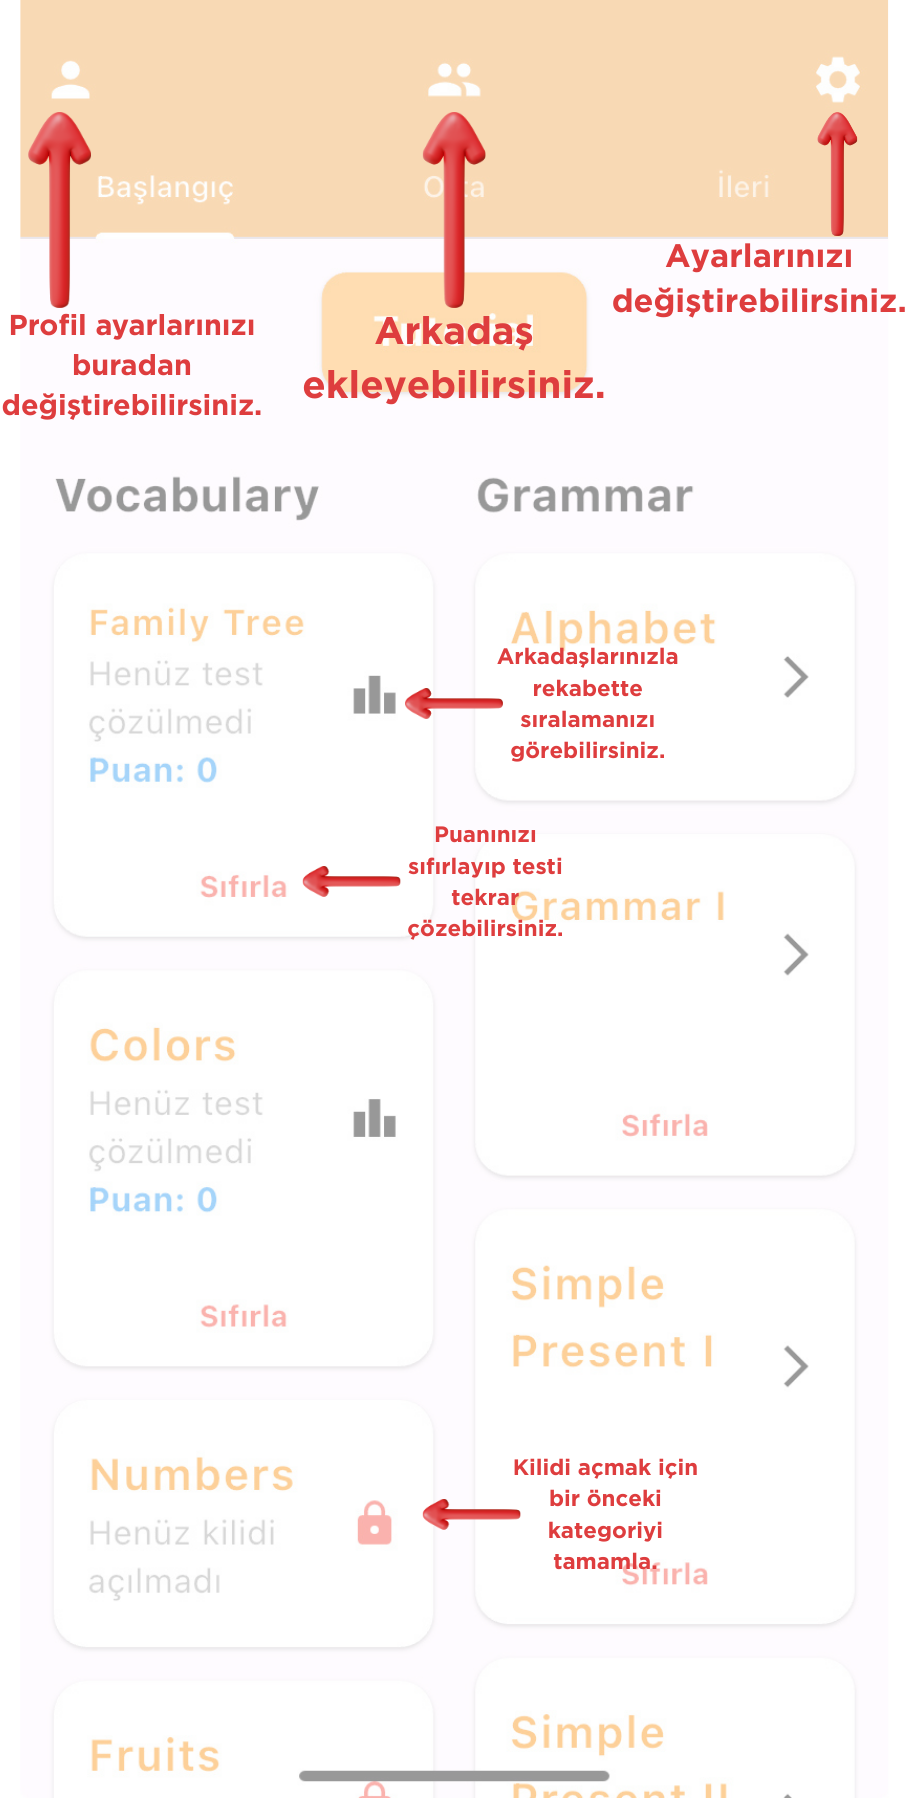 Başlangıç
İleri
Profil ayarlarınızı
buradan
değiştirebilirsiniz.
Arkadaş
ekleyebilirsiniz.
Ayarlarınızı
değiştirebilirsiniz.
Vocabulary
Grammar
Family Tree
Henüz test
çözülmedi
Puan: 0
Sıfırla
Alphabet
Arkadaşlarınızla
rekabette
sıralamanızı
görebilirsiniz.
Puanınızı
sıfırlayıp testi
tekrar
çözebilirsiniz.
Grammar I
Sıfırla
Colors
Henüz test
çözülmedi
Puan: 0
Sıfırla
Simple
Present I
Kilidi açmak için
bir önceki
kategoriyi
tamamla.
Sıfırla
Numbers
Henüz kilidi
açılmadı
Fruits
Simple
Present II